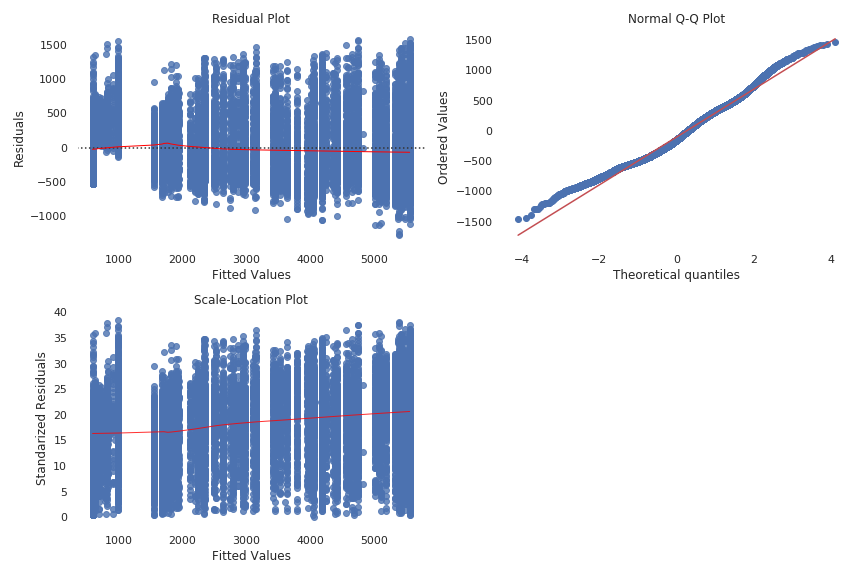 Residual Plot
1500
1000
500
0
−500
−1000
Residuals
1000 2000 3000 4000 5000
Fitted Values
Normal Q-Q Plot
1500
1000
500
0
−500
−1000
−1500
Ordered Values
−4 −2 0 2 4
Theoretical quantiles
Scale-Location Plot
40
35
30
25
20
15
10
5
0
Standarized Residuals
1000 2000 3000 4000 5000
Fitted Values